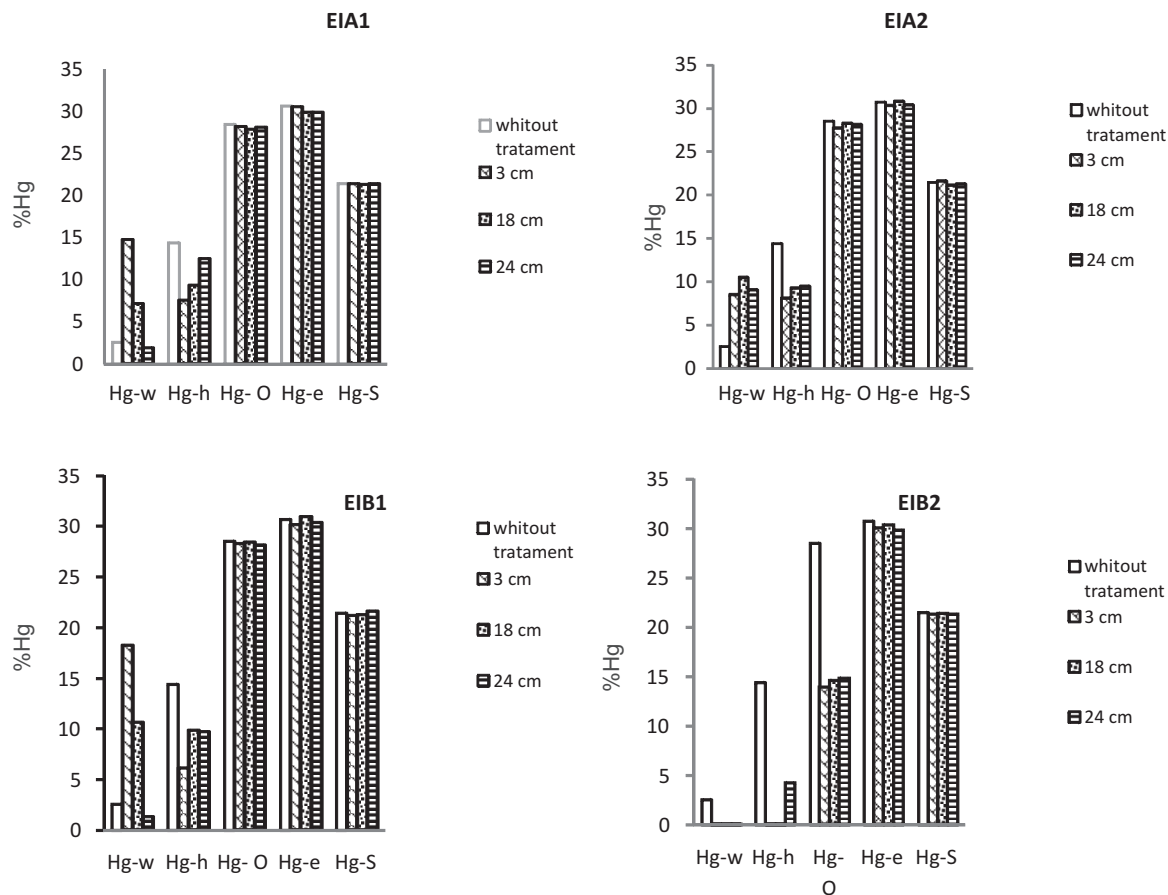 EIA1
35
30
25
20
15
10
5
0
%Hg
Hg-w Hg-h Hg- O Hg-e Hg-S
whitout
tratament
3 cm
18 cm
24 cm
EIA2
35
30
25
20
15
10
5
0
%Hg
Hg-w Hg-h Hg- O Hg-e Hg-S
whitout
tratament
3 cm
18 cm
24 cm
EIB1
35
30
25
20
15
10
5
0
%Hg
Hg-w Hg-h Hg- O Hg-e Hg-S
whitout
tratament
3 cm
18 cm
24 cm
EIB2
35
30
25
20
15
10
5
0
%Hg
Hg-w Hg-h Hg- Hg-e Hg-S
O
whitout
tratament
3 cm
18 cm
24 cm